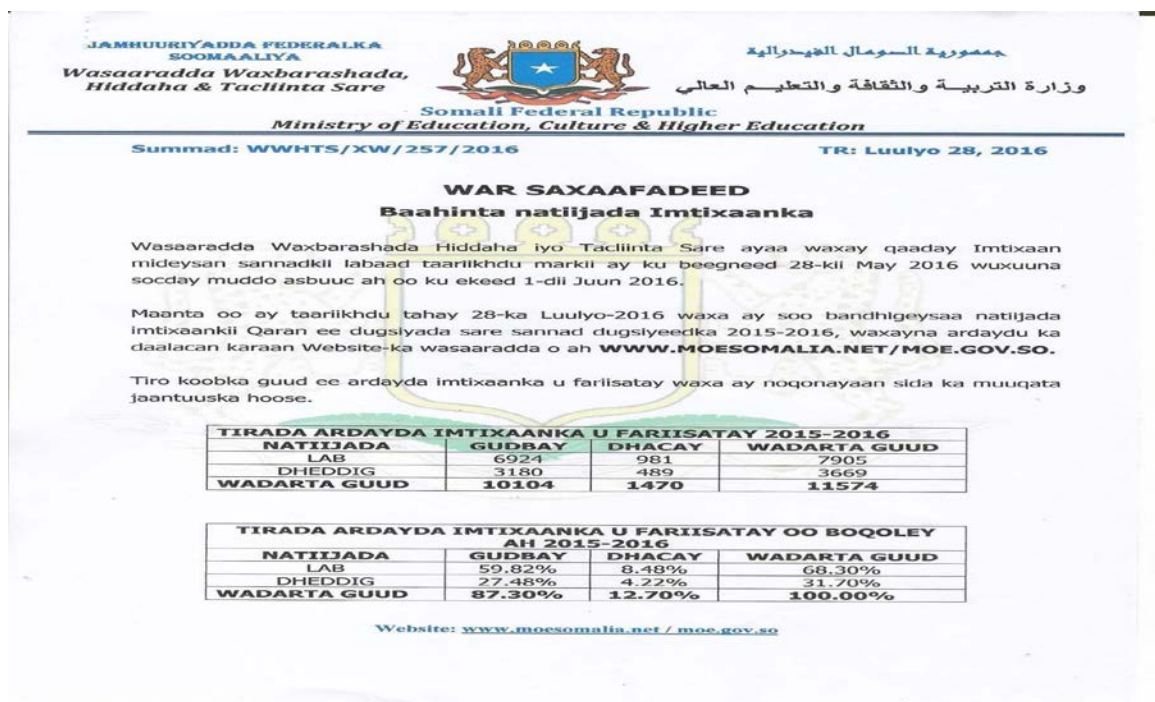 JAMHUURIYADDA FEDERALKA
SOOMAALIYA
Wasaaradda Waxbarashada,
Hiddaha & Tacliinta Sare
جمهورية السومال الفيدرالية
وزارة التربية والثقافة والتعليم العالي
Somali Federal Republic
Ministry of Education, Culture & Higher Education
Summad: WWHTS/XW/257/2016 TR: Luulyo 28, 2016
WAR SAXAAFADEED
Baahinta natiijada Imtixaanka
Wasaaradda Waxbarashada Hiddaha iyo Tacliinta Sare ayaa waxay qaaday Imtixaan
mideysan sannadkii labaad taariikhdu markii ay ku beegneed 28-kii May 2016 wuxuuna
socday muddo asbuuc ah oo ku ekeed 1-dii Juun 2016.
Maanta oo ay taariikhdu tahay 28-ka Luulyo-2016 waxa ay soo bandhigeysaa natiijada
imtixaankii Qaran ee dugsiyada sare sannad dugsiyeedka 2015-2016, waxayna ardaydu ka
daalacan karaan Website-ka wasaaradda o ah WWW.MOESOMALIA.NET/MOE.GOV.SO.
Tiro koobka guud ee ardayda imtixaanka u fariisatay waxa ay noqonayaan sida ka muuqata
jaantuuska hoose.
TIRADA ARDAYDA IMTIXAANKA U FARIISATAY 2015-2016
NATIIJADA GUDBAY DHACAY WADARTA GUUD
LAB 6924 981 7905
DHEDDIG 3180 489 3669
WADARTA GUUD 10104 1470 11574
TIRADA ARDAYDA IMTIXAANKA U FARIISATAY OO BOQOLEY
AH 2015-2016
NATIIJADA GUDBAY DHACAY WADARTA GUUD
LAB 59.82% 8.48% 68.30%
DHEDDIG 27.48% 4.22% 31.70%
WADARTA GUUD 87.30% 12.70% 100.00%
Website: www.moesomalia.net / moe.gov.so